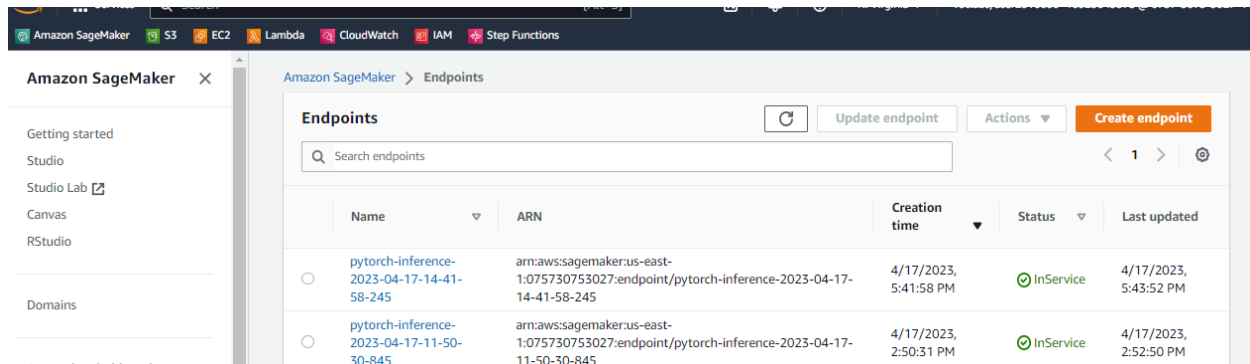 Amazon SageMaker S3 EC2 Lambda CloudWatch IAM Step Functions
Amazon SageMaker
Getting started
Studio
Studio Lab
Canvas
RStudio
Domains
Amazon SageMaker > Endpoints
Endpoints
Update endpoint
Actions
Create endpoint
Search endpoints
1
Name
ARN
Creation
time
Status
Last updated
pytorch-inference-
2023-04-17-14-41-
58-245
arn:aws:sagemaker:us-east-
1:075730753027:endpoint/pytorch-inference-2023-04-17-
14-41-58-245
4/17/2023,
5:41:58 PM
InService
4/17/2023,
5:43:52 PM
pytorch-inference-
2023-04-17-11-50-
30-845
arn:aws:sagemaker:us-east-
1:075730753027:endpoint/pytorch-inference-2023-04-17-
11-50-30-845
4/17/2023,
2:50:31 PM
InService
4/17/2023,
2:52:50 PM